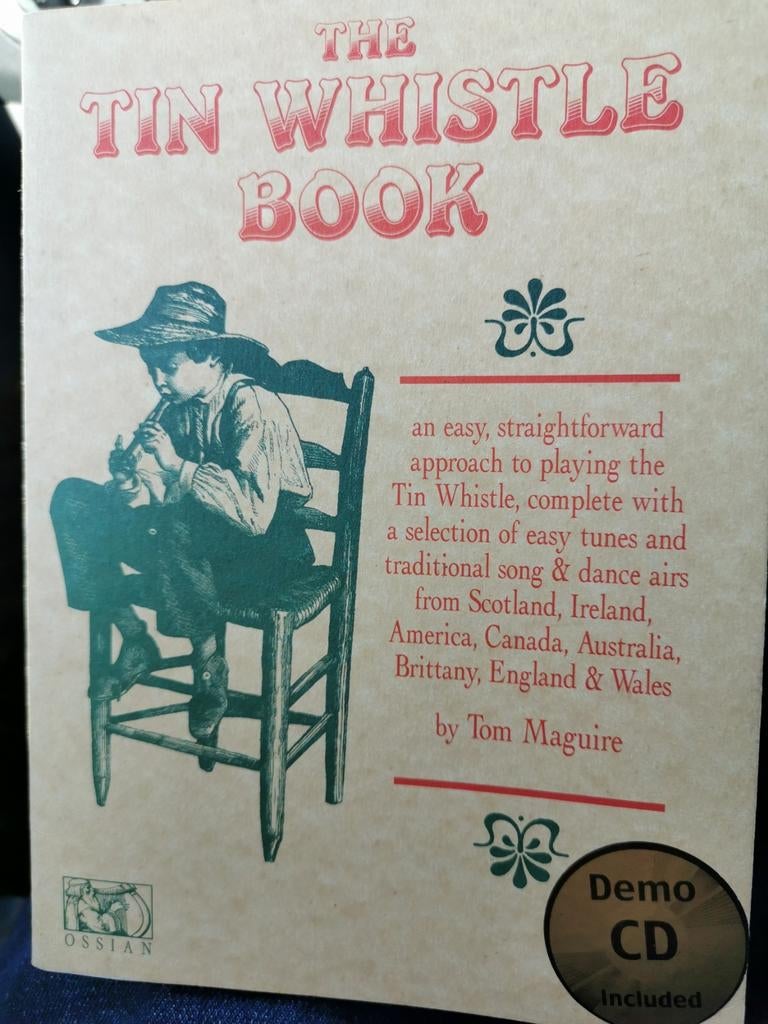 THE
TIN WHISTLE
BOOK
an easy, straightforward
approach to playing the
Tin Whistle, complete with
a selection of easy tunes and
traditional song & dance airs
from Scotland, Ireland,
America, Canada, Australia,
Brittany, England & Wales
by Tom Maguire
OSSIAN
Demo
CD
Included